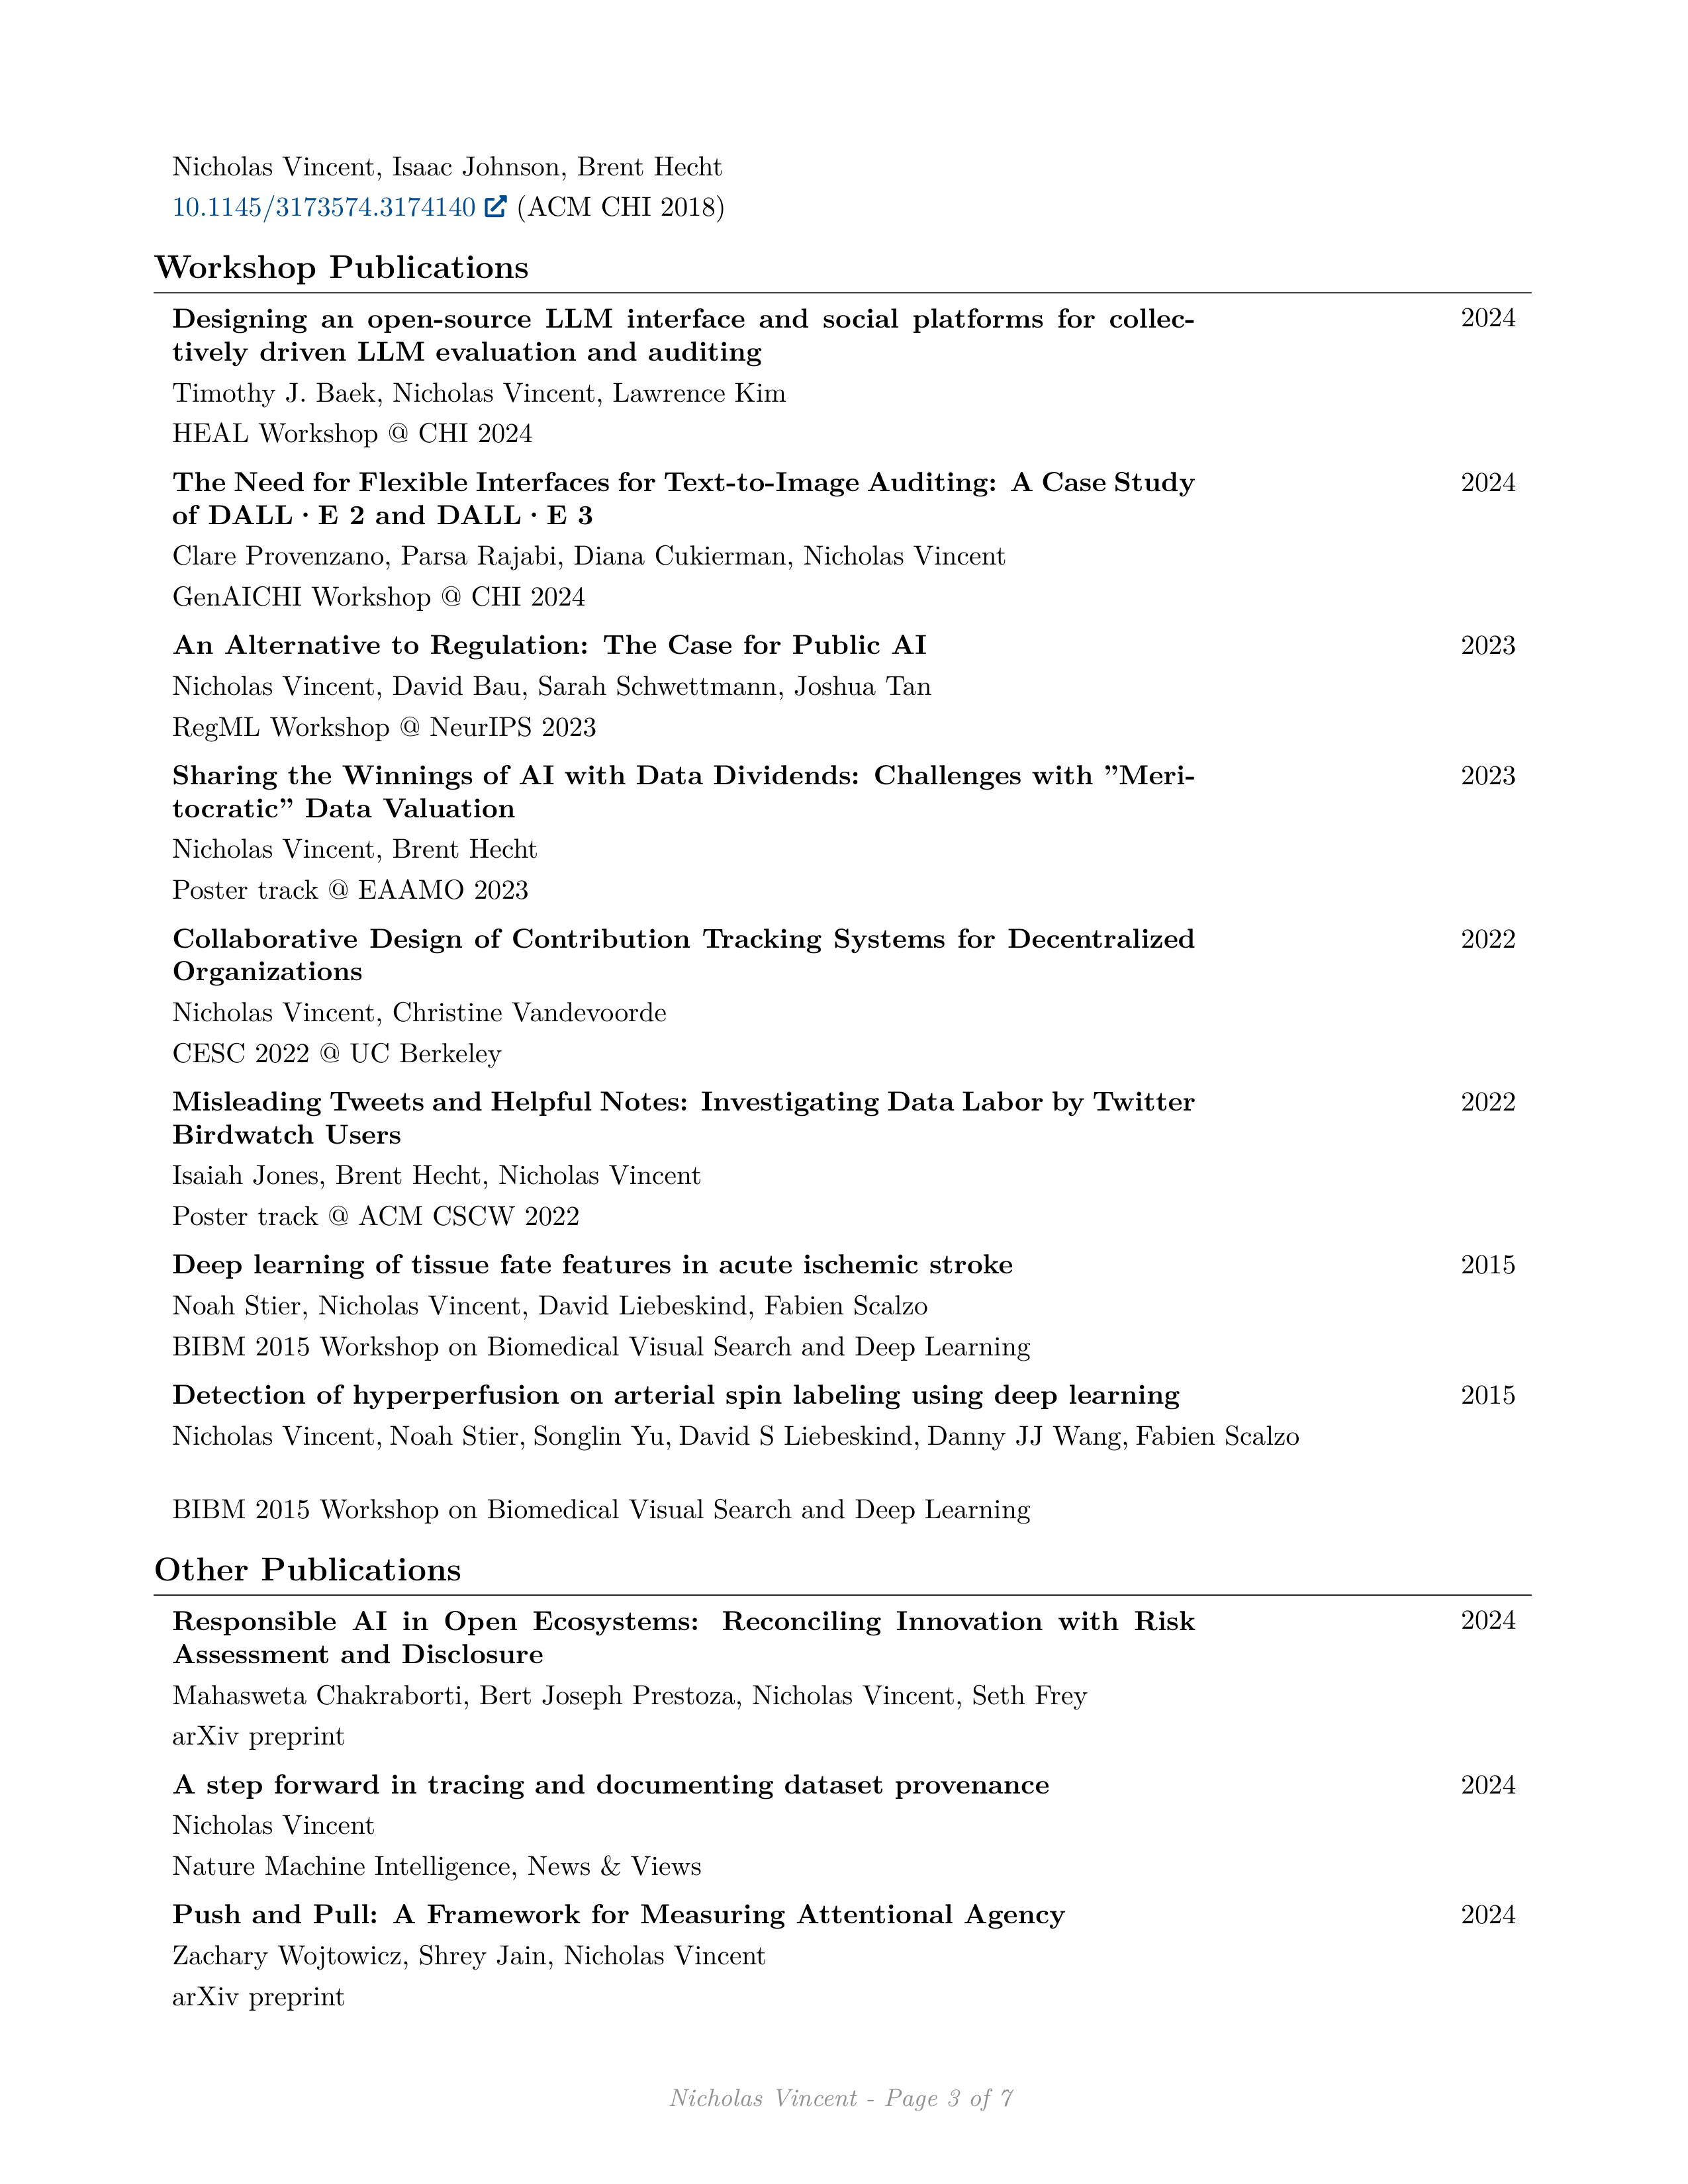 Nicholas Vincent, Isaac Johnson, Brent Hecht
10.1145/3173574.3174140 (ACM CHI 2018)
Workshop Publications
Designing an open-source LLM interface and social platforms for collec-
2024
tively driven LLM evaluation and auditing
Timothy J. Baek, Nicholas Vincent, Lawrence Kim
HEAL Workshop @ CHI 2024
The Need for Flexible Interfaces for Text-to-Image Auditing: A Case Study
2024
of DALL · E 2 and DALL · E 3
Clare Provenzano, Parsa Rajabi, Diana Cukierman, Nicholas Vincent
GenAICHI Workshop @ CHI 2024
An Alternative to Regulation: The Case for Public AI
2023
Nicholas Vincent, David Bau, Sarah Schwettmann, Joshua Tan
RegML Workshop @ NeurIPS 2023
Sharing the Winnings of AI with Data Dividends: Challenges with ”Meri-
2023
tocratic” Data Valuation
Nicholas Vincent, Brent Hecht
Poster track @ EAAMO 2023
Collaborative Design of Contribution Tracking Systems for Decentralized
2022
Organizations
Nicholas Vincent, Christine Vandevoorde
CESC 2022 @ UC Berkeley
Misleading Tweets and Helpful Notes: Investigating Data Labor by Twitter
2022
Birdwatch Users
Isaiah Jones, Brent Hecht, Nicholas Vincent
Poster track @ ACM CSCW 2022
Deep learning of tissue fate features in acute ischemic stroke
2015
Noah Stier, Nicholas Vincent, David Liebeskind, Fabien Scalzo
BIBM 2015 Workshop on Biomedical Visual Search and Deep Learning
Detection of hyperperfusion on arterial spin labeling using deep learning
2015
Nicholas Vincent, Noah Stier, Songlin Yu, David S Liebeskind, Danny JJ Wang, Fabien Scalzo
BIBM 2015 Workshop on Biomedical Visual Search and Deep Learning
Other Publications
Responsible AI in Open Ecosystems: Reconciling Innovation with Risk
2024
Assessment and Disclosure
Mahasweta Chakraborti, Bert Joseph Prestoza, Nicholas Vincent, Seth Frey
arXiv preprint
A step forward in tracing and documenting dataset provenance
2024
Nicholas Vincent
Nature Machine Intelligence, News & Views
Push and Pull: A Framework for Measuring Attentional Agency
2024
Zachary Wojtowicz, Shrey Jain, Nicholas Vincent
arXiv preprint
Nicholas Vincent - Page 3 of 7